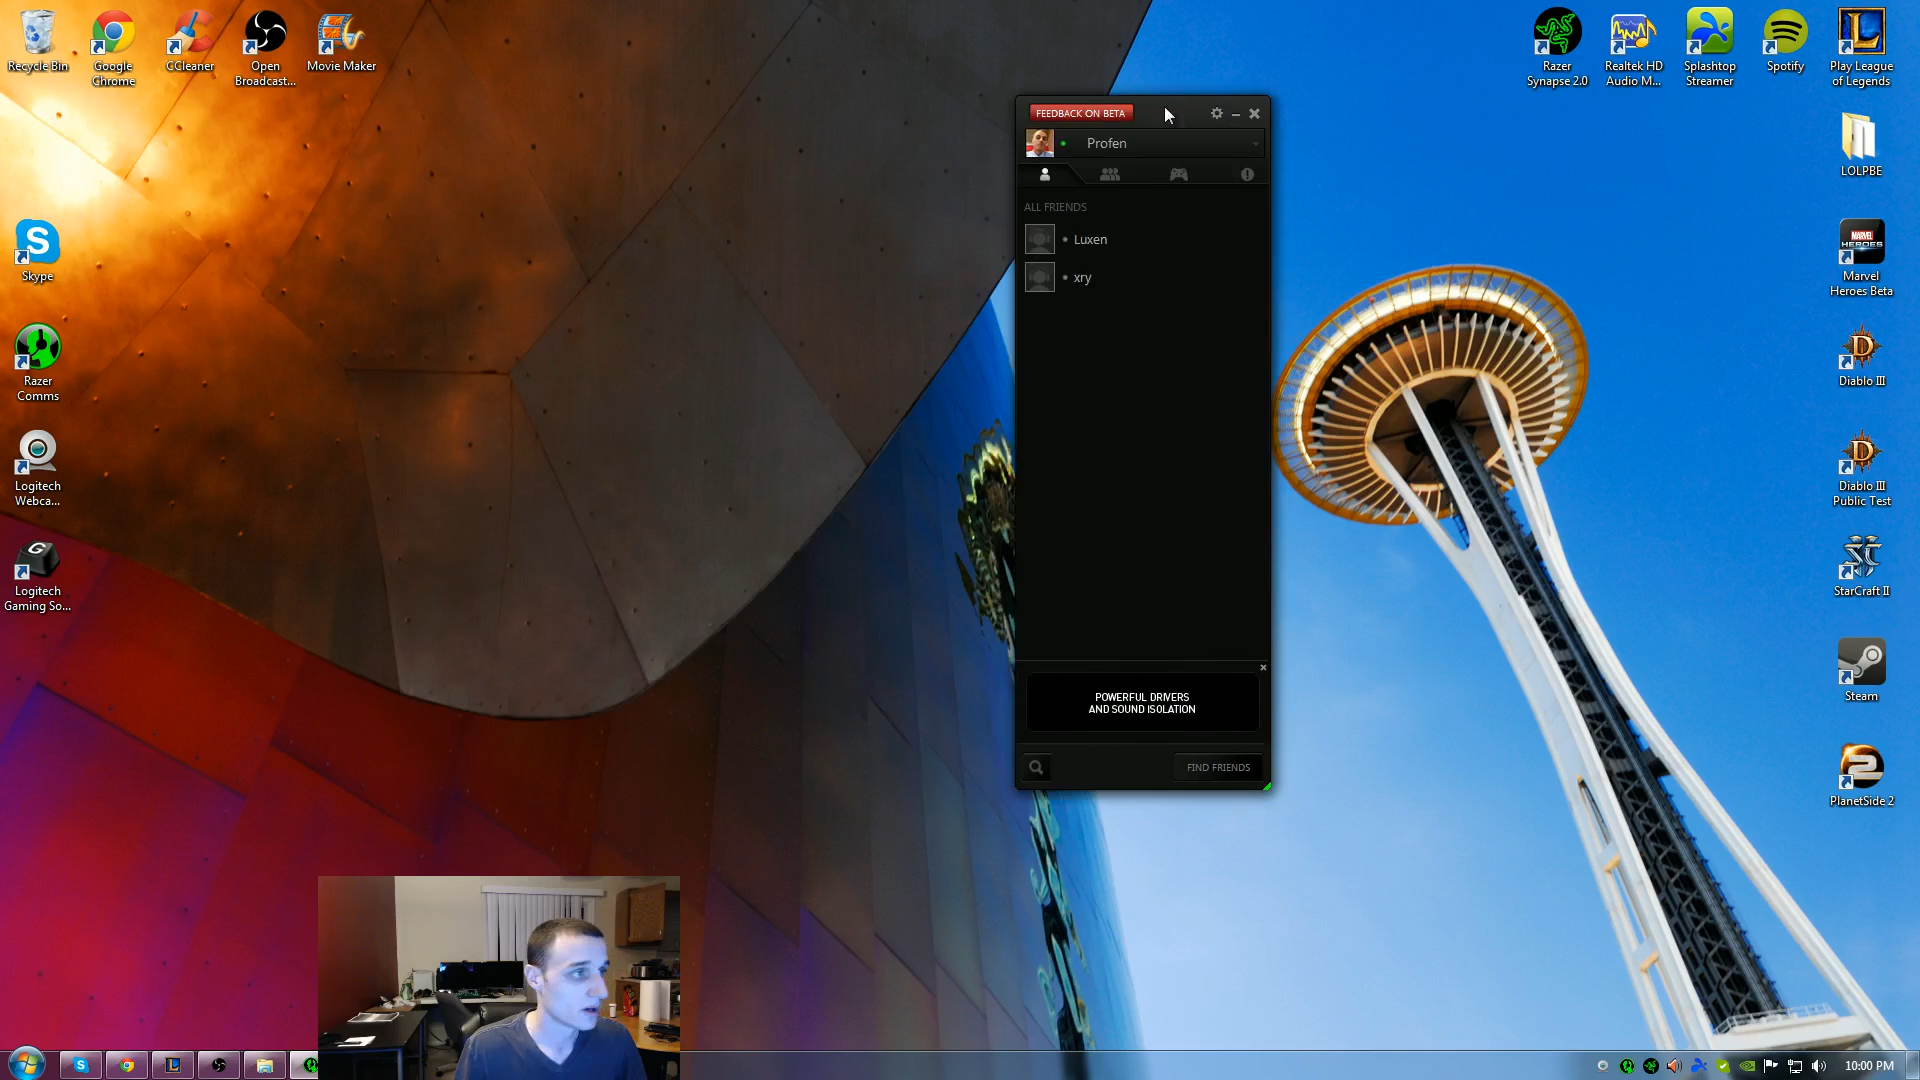 Recycle Bin
Google
Chrome
CCleaner
Open
Broadcast...
Movie Maker
Razer
Synapse 2.0
Realtek HD
Audio M...
Splashtop
Streamer
Spotify
Play League
of Legends
FEEDBACK ON BETA
Profen
ALL FRIENDS
Luxen
xry
POWERFUL DRIVERS
AND SOUND ISOLATION
FIND FRIENDS
Skype
Razer
Comms
Logitech
Webca...
Logitech
Gaming So...
LOLPBE
MARVEL
HEROES
Marvel
Heroes Beta
Diablo III
Diablo III
Public Test
StarCraft II
Steam
PlanetSide 2
10:00 PM